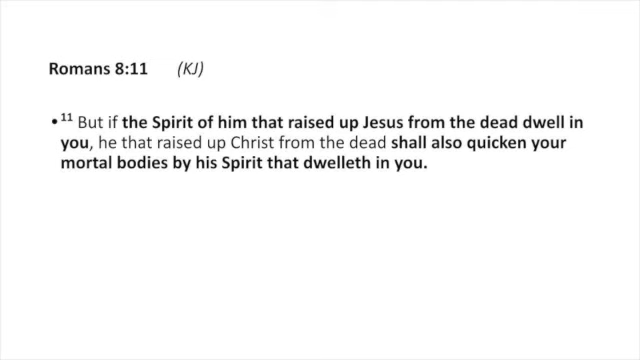 Romans 8:11 (KJ)
• 11 But if the Spirit of him that raised up Jesus from the dead dwell in
you, he that raised up Christ from the dead shall also quicken your
mortal bodies by his Spirit that dwelleth in you.